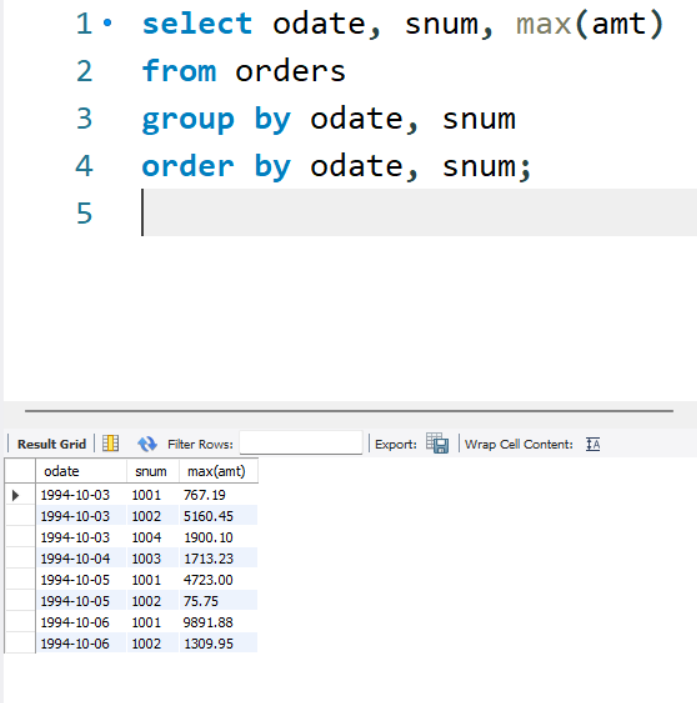 1 select odate, snum, max(amt)
2 from orders
3 group by odate, snum
4 order by odate, snum;
5
Result Grid Filter Rows: Export: Wrap Cell Content: IA
odate snum max(amt)
1994-10-03 1001 767.19
1994-10-03 1002 5160.45
1994-10-03 1004 1900.10
1994-10-04 1003 1713.23
1994-10-05 1001 4723.00
1994-10-05 1002 75.75
1994-10-06 1001 9891.88
1994-10-06 1002 1309.95